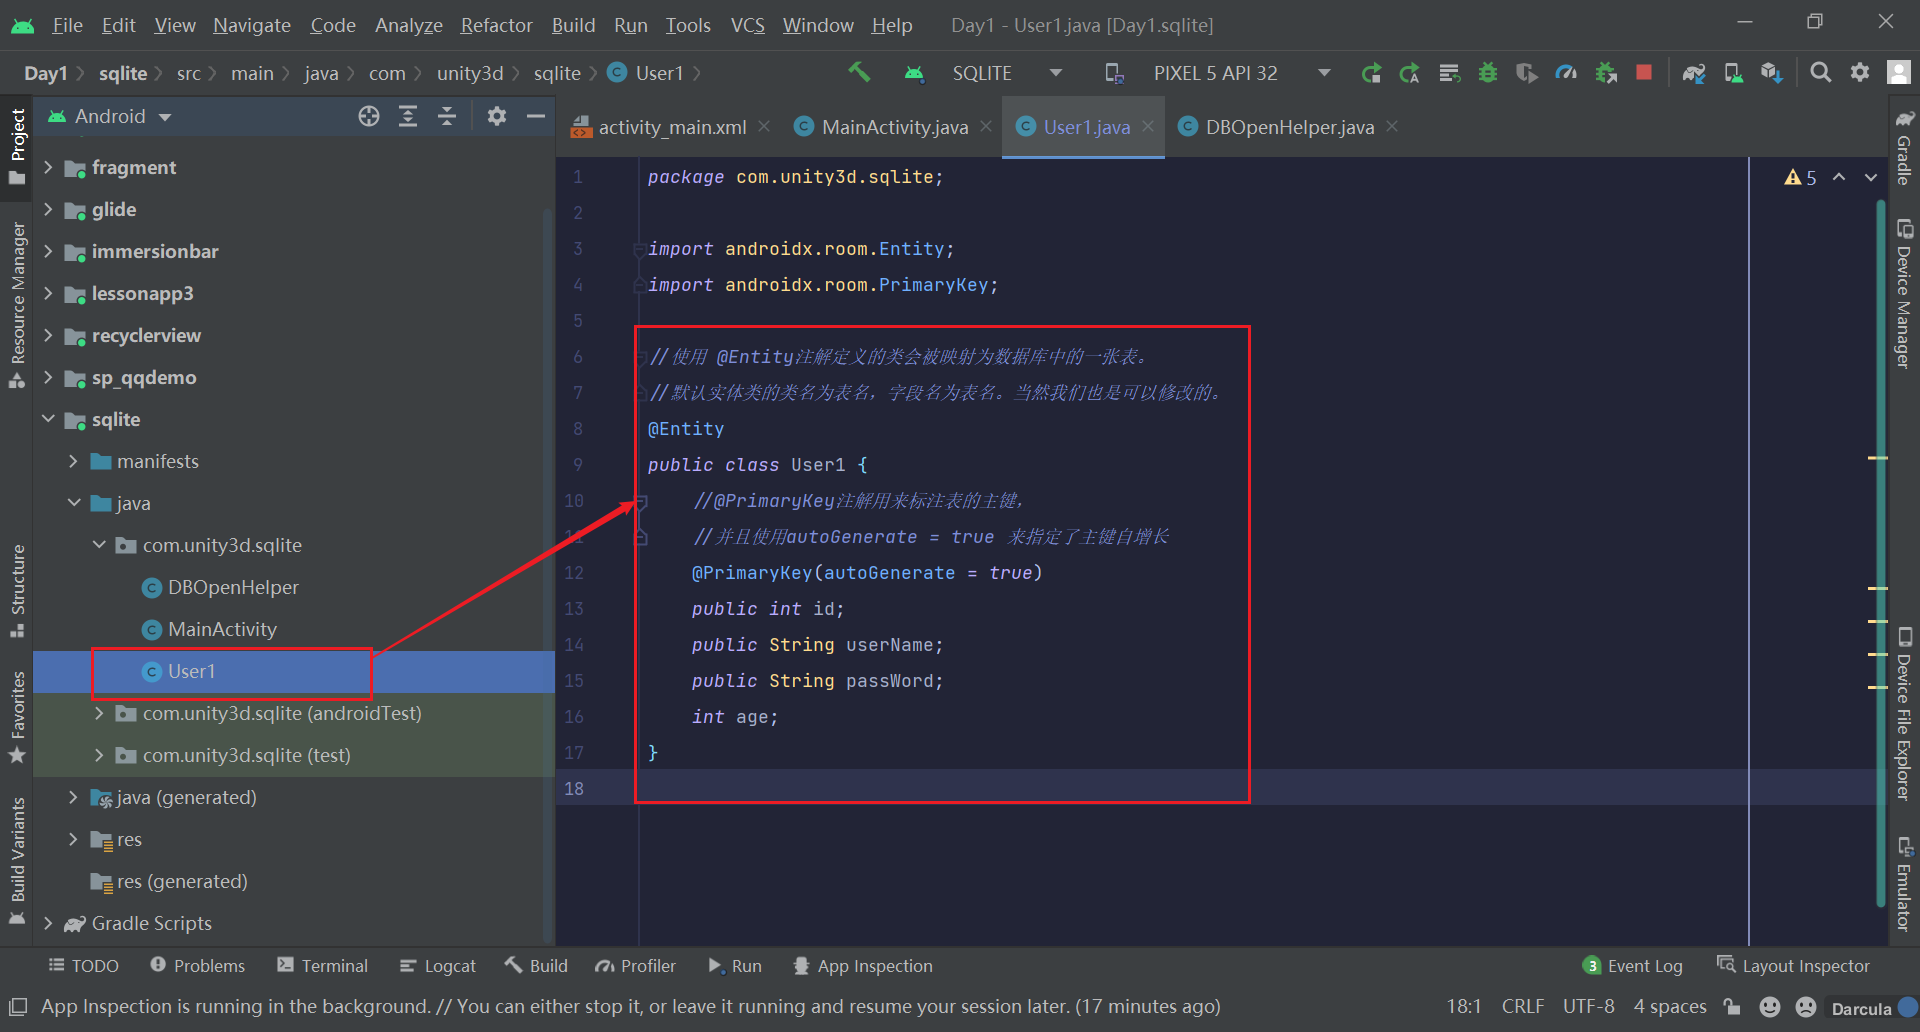 File Edit View Navigate Code Analyze Refactor Build Run Tools VCS Window Help Day1 - User1.java [Day1.sqlite]
Day1 sqlite src main java com unity3d sqlite User1 SQLITE PIXEL 5 API 32
Android
activity_main.xml MainActivity.java User1.java DBOpenHelper.java
Project
Resource Manager
Structure
Favorites
Build Variants
fragment
glide
immersionbar
lessonapp3
recyclerview
sp_qqdemo
sqlite
manifests
java
com.unity3d.sqlite
DBOpenHelper
MainActivity
User1
com.unity3d.sqlite (androidTest)
com.unity3d.sqlite (test)
java (generated)
res
res (generated)
Gradle Scripts
1 package com.unity3d.sqlite;
2
3 import androidx.room.Entity;
4 import androidx.room.PrimaryKey;
5
6 //使用 @Entity注解定义的类会被映射为数据库中的一张表。
7 //默认实体类的类名为表名，字段名为表名。当然我们也是可以修改的。
8 @Entity
9 public class User1 {
10 //@PrimaryKey注解用来标注表的主键，
11 //并且使用autoGenerate = true 来指定了主键自增长
12 @PrimaryKey(autoGenerate = true)
13 public int id;
14 public String userName;
15 public String passWord;
16 int age;
17 }
18
5
Gradle
Device Manager
Device File Explorer
Emulator
TODO Problems Terminal Logcat Build Profiler Run App Inspection 3 Event Log Layout Inspector
App Inspection is running in the background. // You can either stop it, or leave it running and resume your session later. (17 minutes ago) 18:1 CRLF UTF-8 4 spaces Darcula